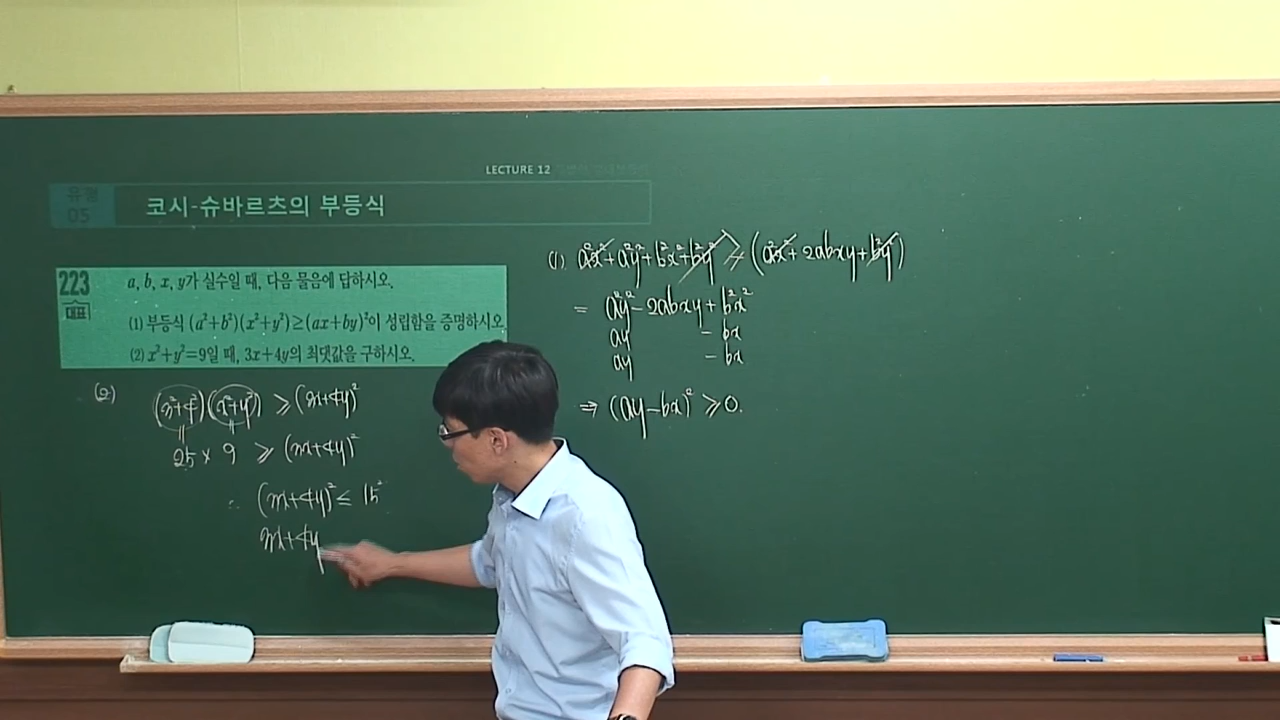 LECTURE 12
유형
05
코시-슈바르츠의 부등식
223
대표
a, b, x, y가 실수일 때, 다음 물음에 답하시오.
(1) 부등식 (a²+b²)(x²+y²)≥(ax+by)²이 성립함을 증명하시오.
(2) x²+y²=9일 때, 3x+4y의 최댓값을 구하시오.
(2) (3²+4²)(x²+y²) ≥(3x+4y)²
25 × 9 ≥ (3x+4y)²
∴ (3x+4y)² ≤ 15²
3x+4y
(1) a²x²+a²y²+b²x²+b²y² ≥ (a²x²+2abxy+b²y²)
= a²y²-2abxy+b²x²
ay - bx
ay - bx
⇒ (ay-bx)² ≥0.